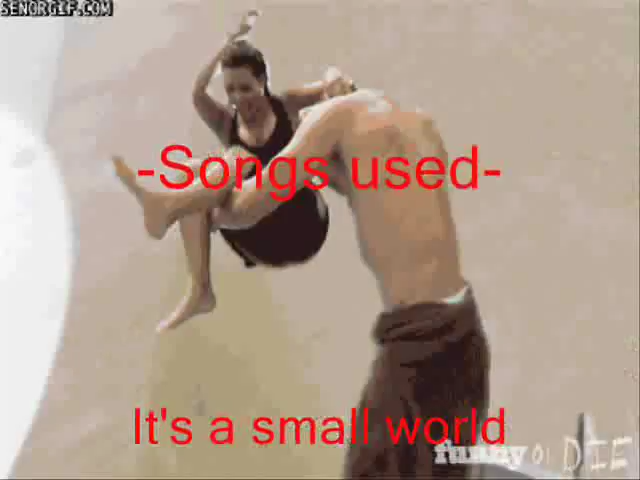 SENORGIF.COM
-Songs used-
It's a small world
funny or DIE